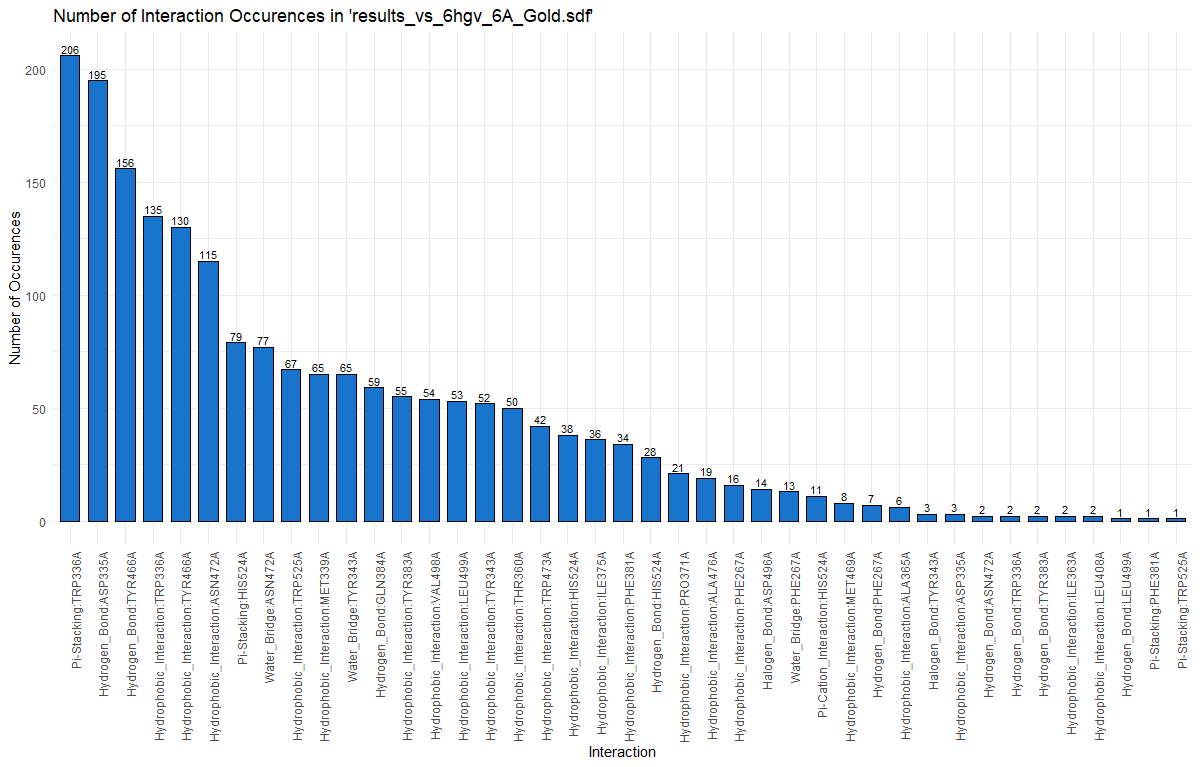 Number of Interaction Occurences in 'results_vs_6hgv_6A_Gold.sdf'
Number of Occurences
200
150
100
50
0
206
195
156
135
130
115
79
77
67
65
65
59
55
54
53
52
50
42
38
36
34
28
21
19
16
14
13
11
8
7
6
3
3
2
2
2
2
2
1
1
1
Pi-Stacking:TRP336A
Hydrogen_Bond:ASP335A
Hydrogen_Bond:TYR466A
Hydrophobic_Interaction:TRP336A
Hydrophobic_Interaction:TYR466A
Hydrophobic_Interaction:ASN472A
Pi-Stacking:HIS524A
Water_Bridge:ASN472A
Hydrophobic_Interaction:TRP525A
Hydrophobic_Interaction:MET339A
Water_Bridge:TYR343A
Hydrogen_Bond:GLN384A
Hydrophobic_Interaction:TYR383A
Hydrophobic_Interaction:VAL498A
Hydrophobic_Interaction:LEU499A
Hydrophobic_Interaction:TYR343A
Hydrophobic_Interaction:THR360A
Hydrophobic_Interaction:TRP473A
Hydrophobic_Interaction:HIS524A
Hydrophobic_Interaction:ILE375A
Hydrophobic_Interaction:PHE381A
Hydrogen_Bond:HIS524A
Hydrophobic_Interaction:PRO371A
Hydrophobic_Interaction:ALA476A
Hydrophobic_Interaction:PHE267A
Halogen_Bond:ASP496A
Water_Bridge:PHE267A
Pi-Cation_Interaction:HIS524A
Hydrophobic_Interaction:MET469A
Hydrogen_Bond:PHE267A
Hydrophobic_Interaction:ALA365A
Halogen_Bond:TYR343A
Hydrophobic_Interaction:ASP335A
Hydrogen_Bond:ASN472A
Hydrogen_Bond:TRP336A
Hydrogen_Bond:TYR383A
Hydrophobic_Interaction:ILE363A
Hydrophobic_Interaction:LEU408A
Hydrogen_Bond:LEU499A
Pi-Stacking:PHE381A
Pi-Stacking:TRP525A
Interaction